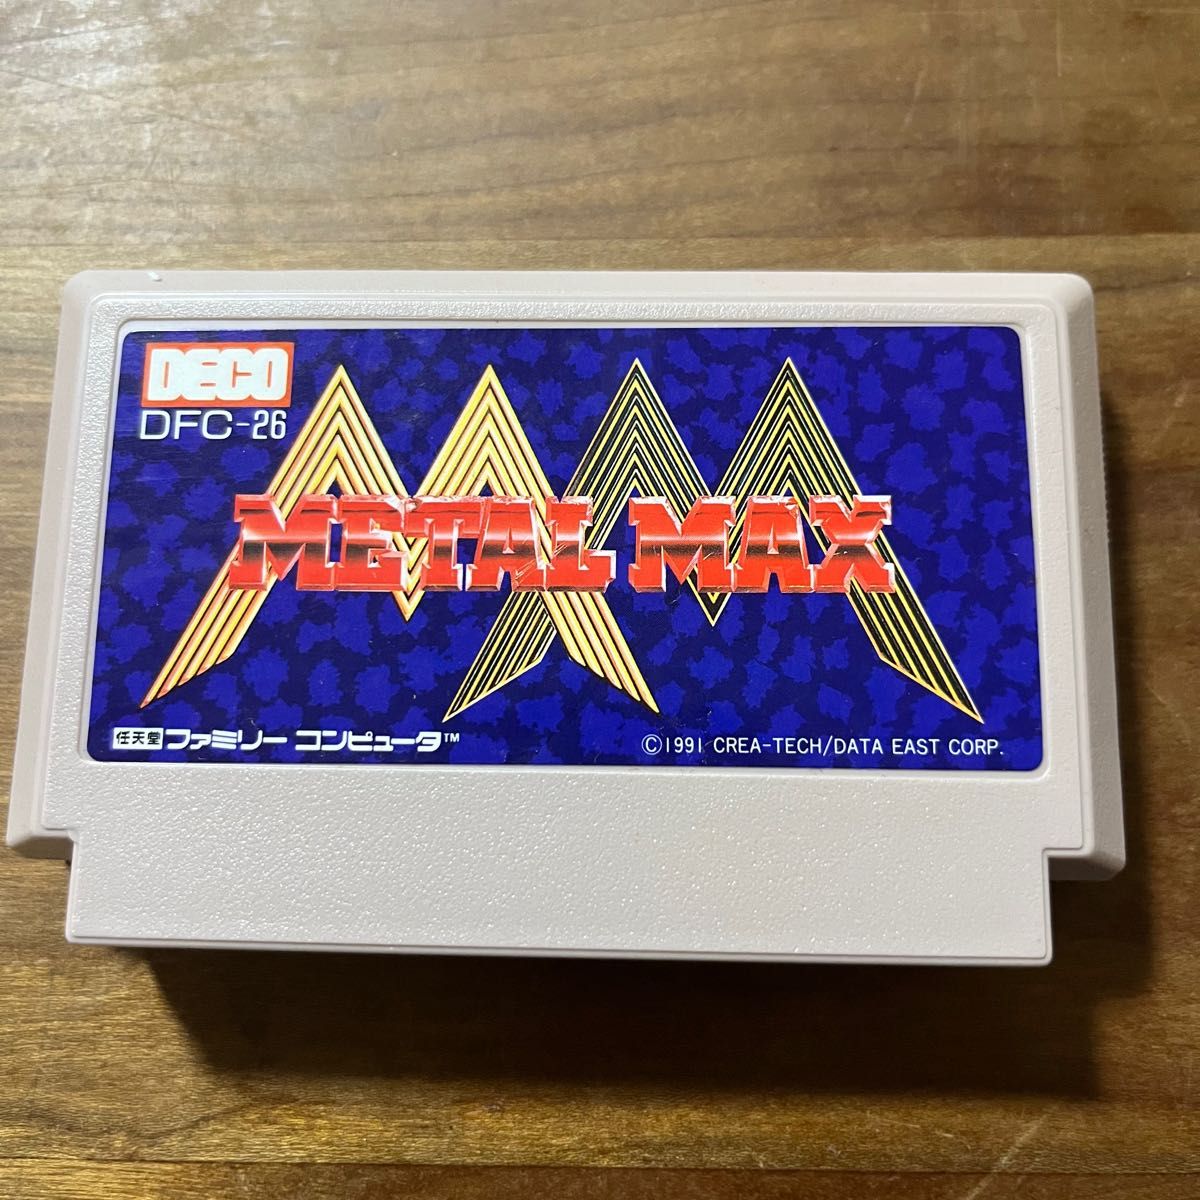 DECO
DFC-26
METAL MAX
任天堂 ファミリー コンピュータ™
©1991 CREA-TECH/DATA EAST CORP.